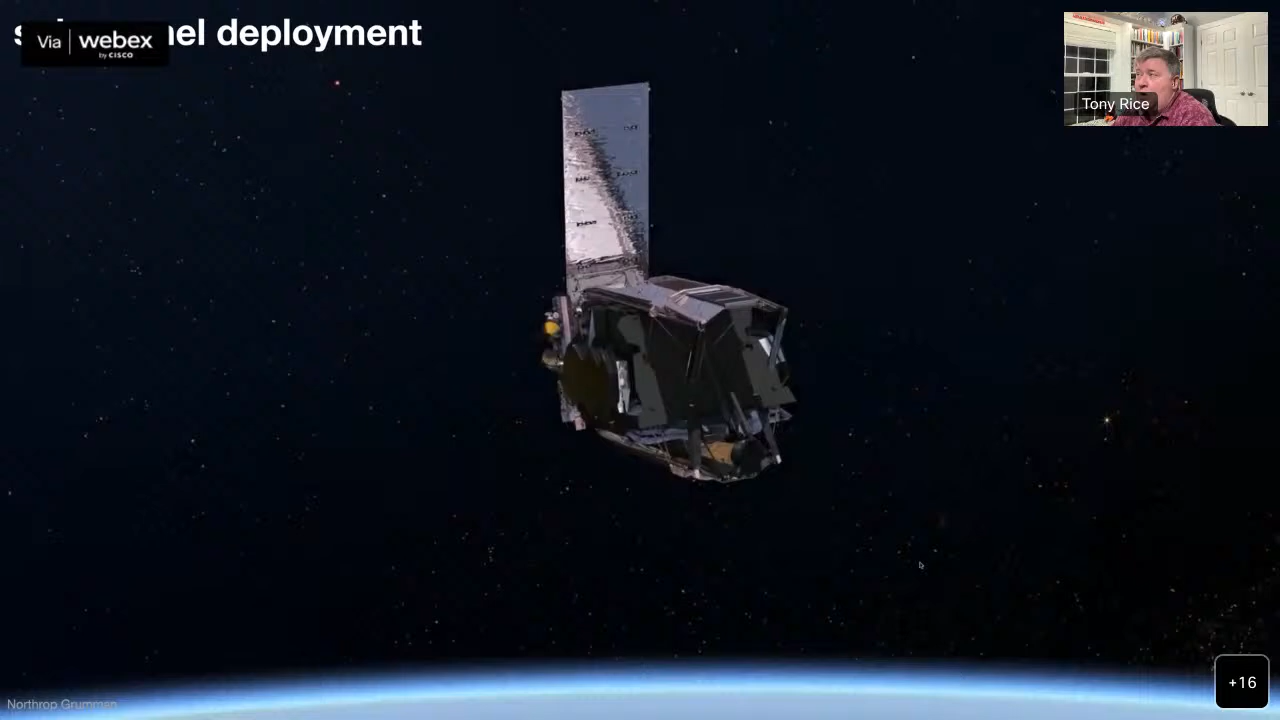 nel deployment
Via webex
by CISCO
Tony Rice
+16
Northrop Grumman